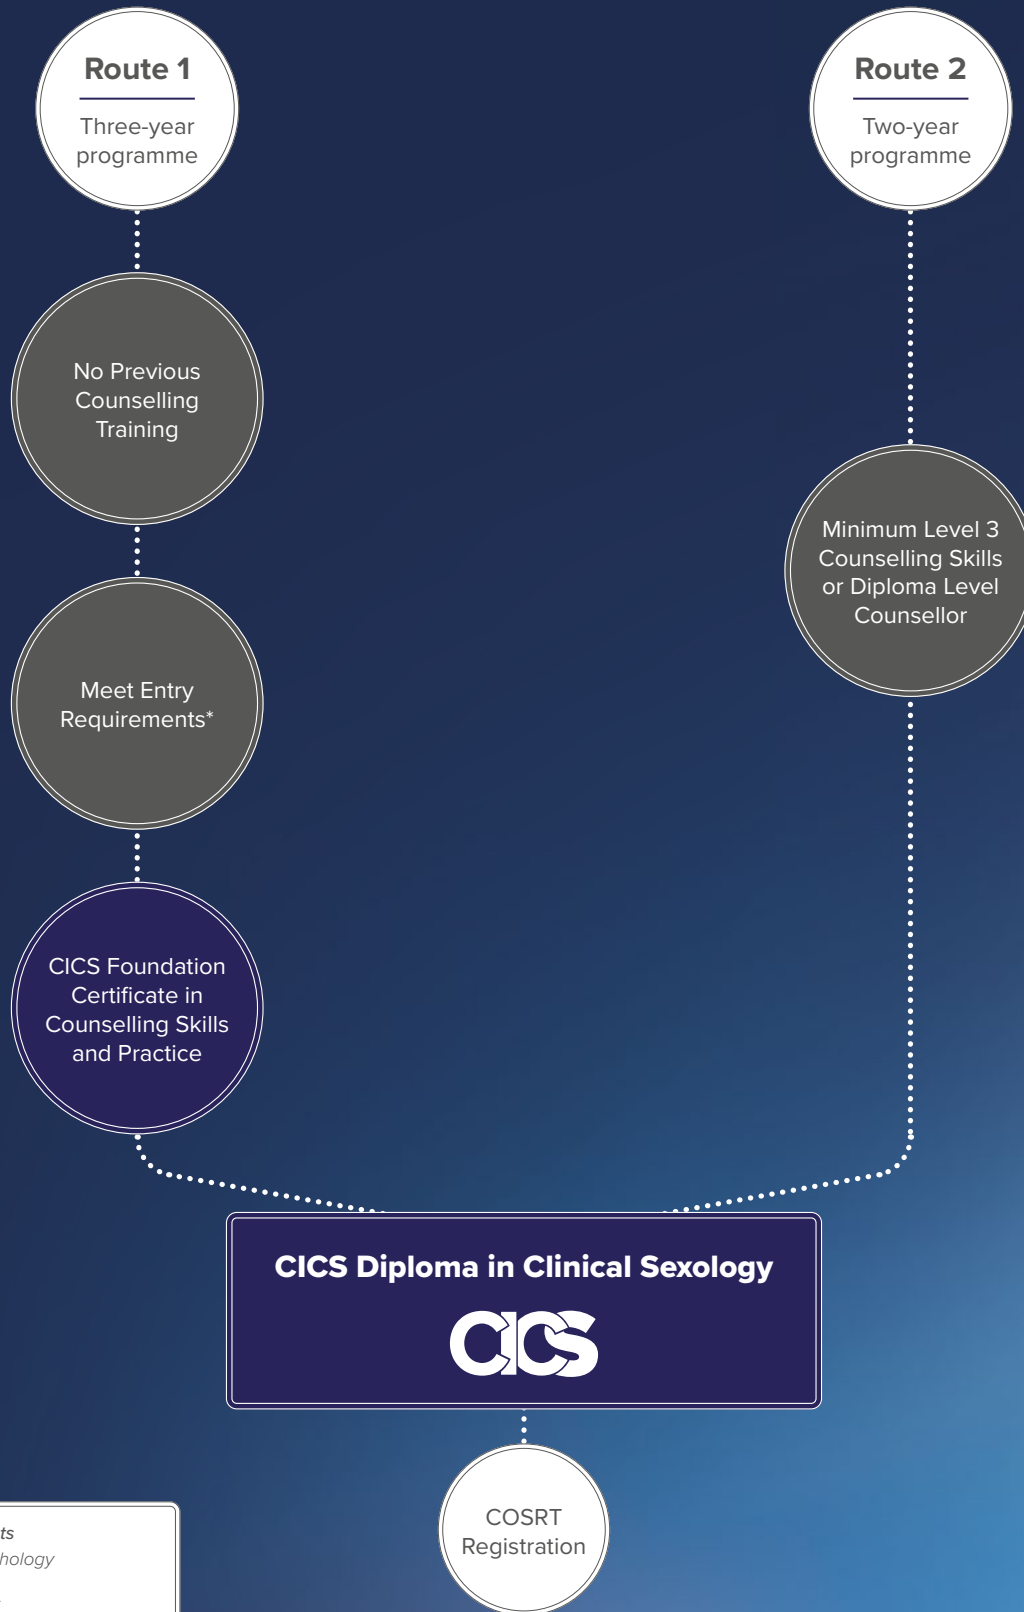 Route 1
Three-year
programme
Route 2
Two-year
programme
No Previous
Counselling
Training
Minimum Level 3
Counselling Skills
or Diploma Level
Counsellor
Meet Entry
Requirements*
CICS Foundation
Certificate in
Counselling Skills
and Practice
CICS Diploma in Clinical Sexology
CICS
COSRT
Registration